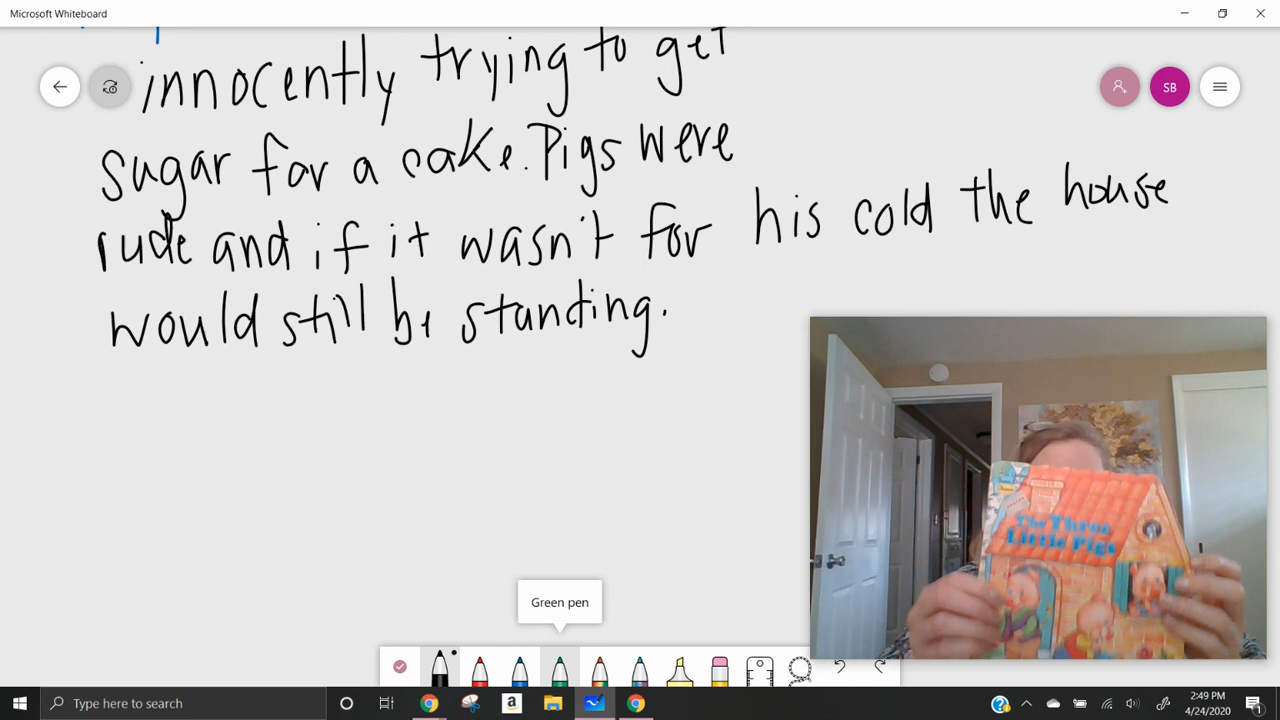 Microsoft Whiteboard
innocently trying to get
sugar for a cake. Pigs were
rude and if it wasn't for his cold the house
would still be standing.
SB
The Three
Little Pigs
Green pen
Type here to search
a
2:49 PM
4/24/2020
1